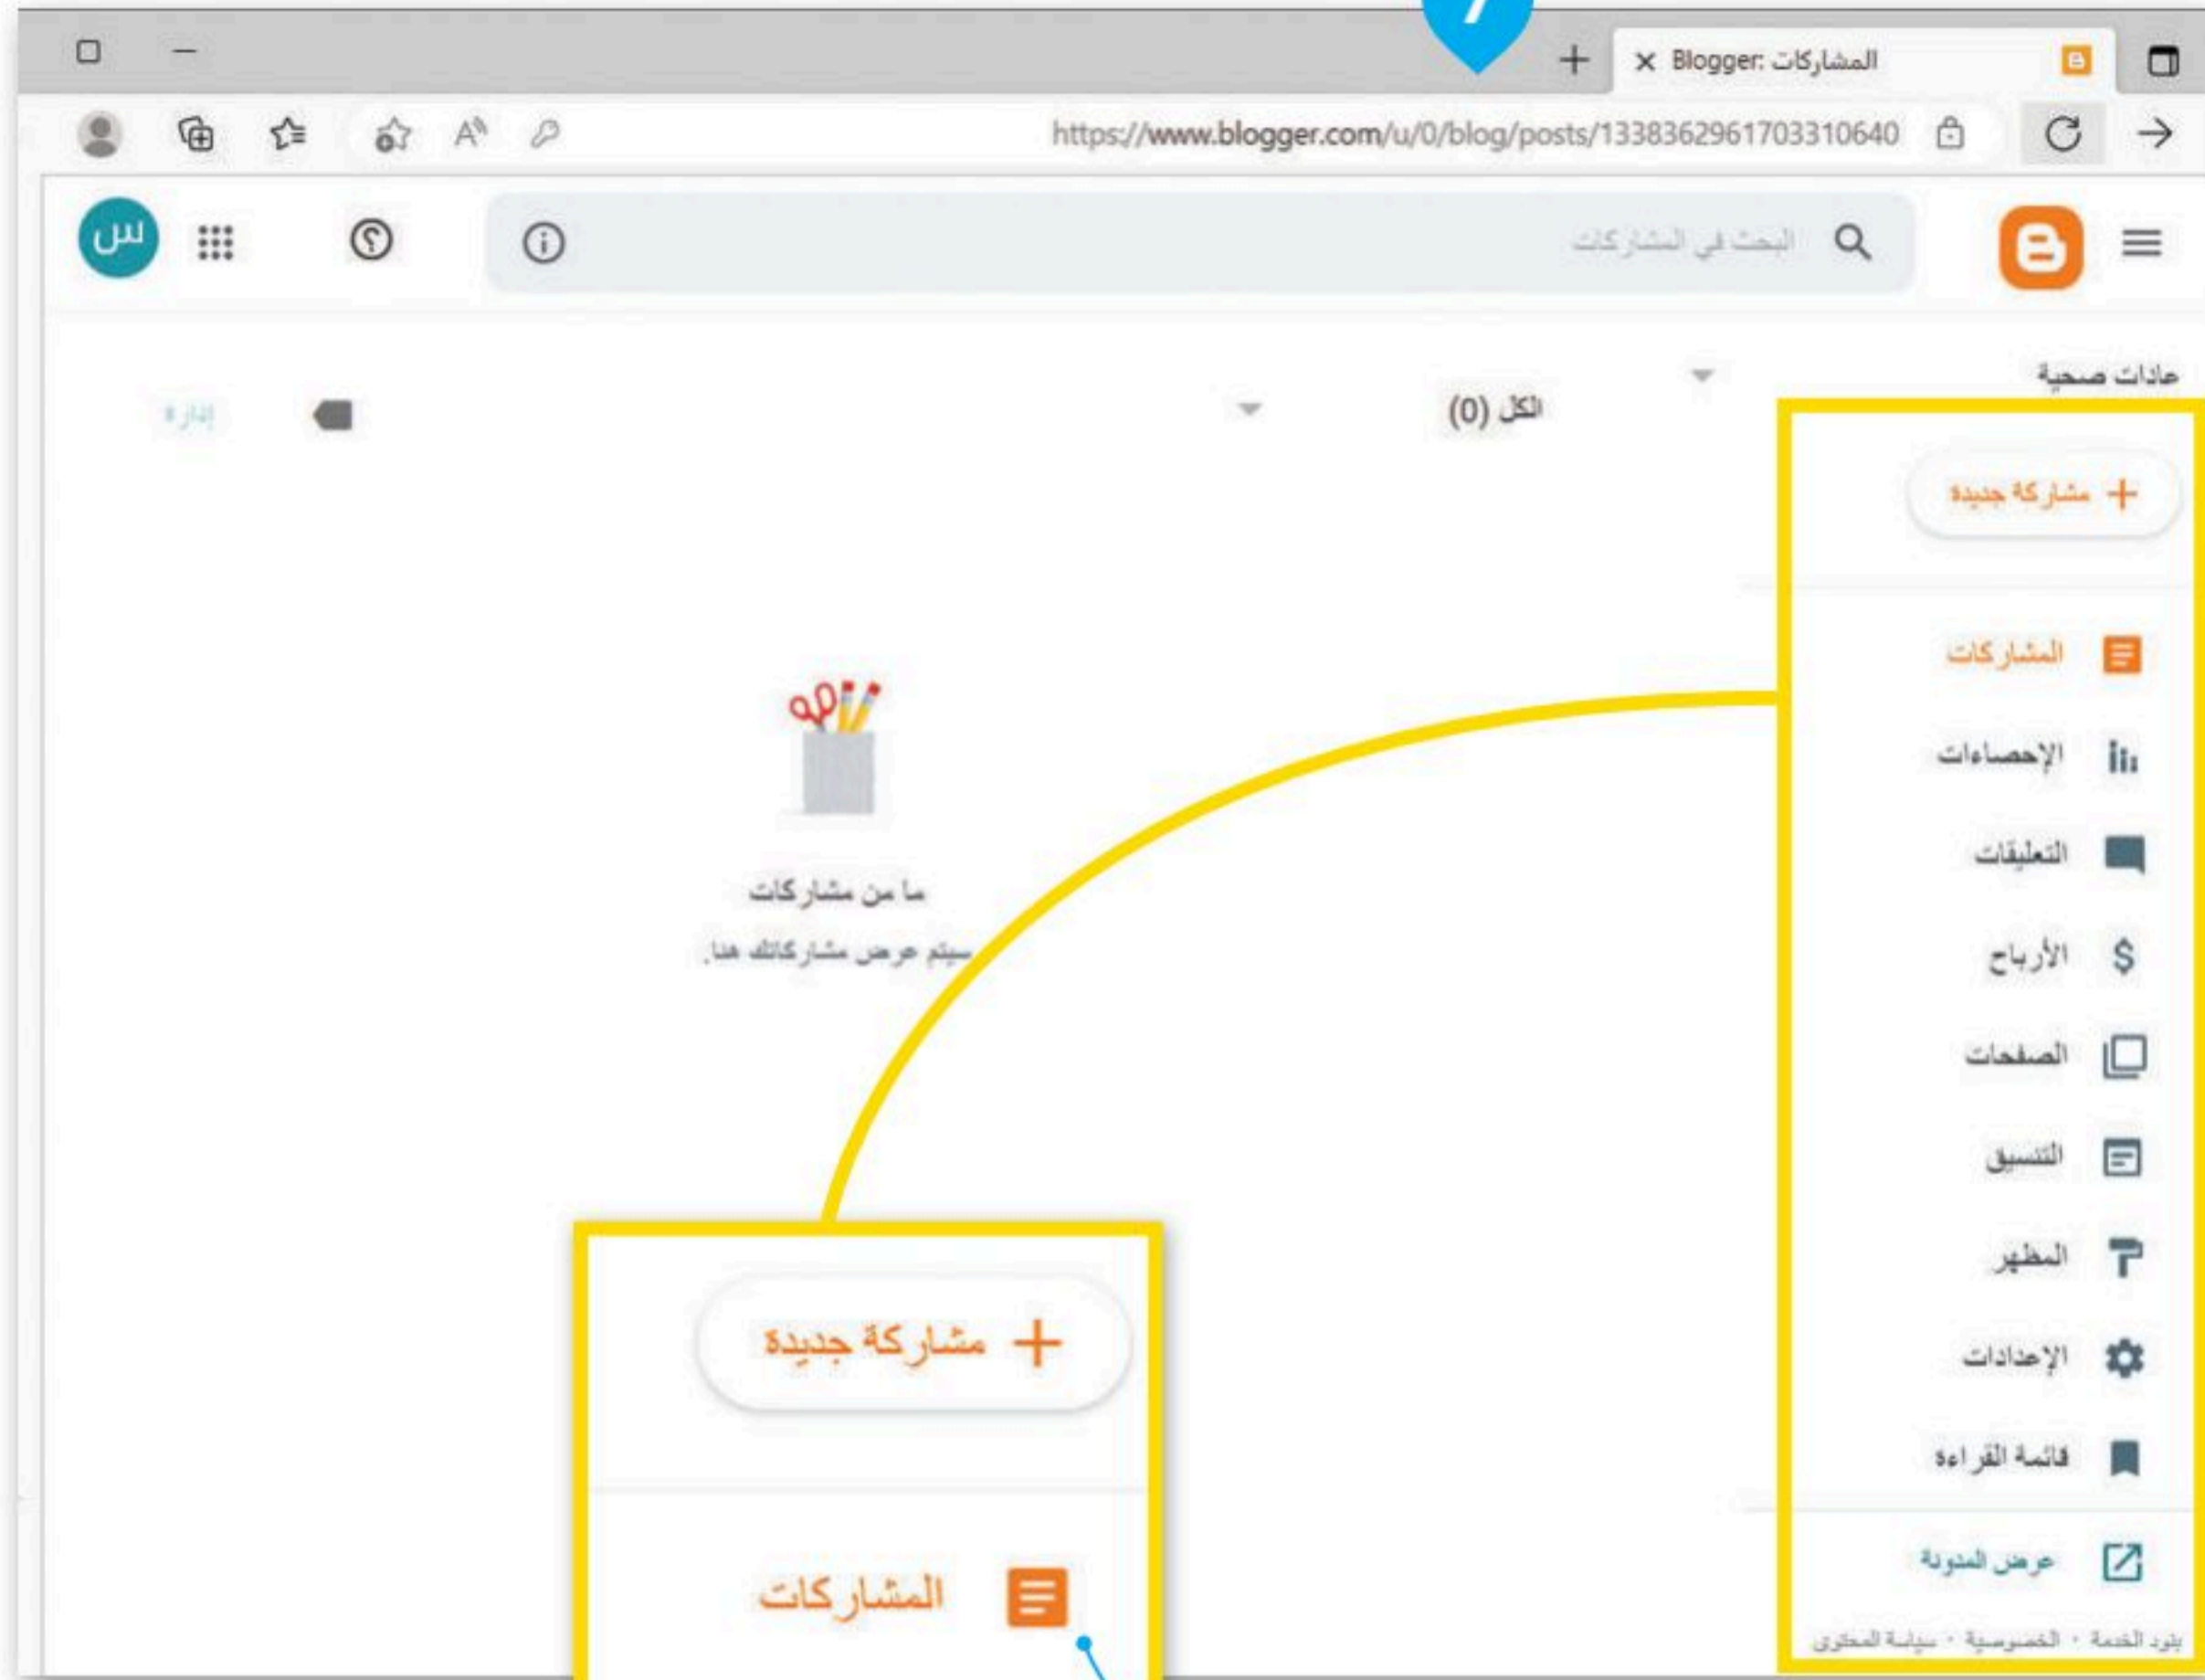 Blogger: المشاركات
https://www.blogger.com/u/0/blog/posts/1338362961703310640
البحث في المشاركات
س
عادات صحية
الكل (0)
إدارة
+ مشاركة جديدة
المشاركات
الإحصاءات
التعليقات
$ الأرباح
الصفحات
التنسيق
المظهر
الإعدادات
قائمة القراءة
عرض المدونة
بنود الخدمة · الخصوصية · سياسة المحتوى
ما من مشاركات
سيتم عرض مشاركاتك هنا.
+ مشاركة جديدة
المشاركات